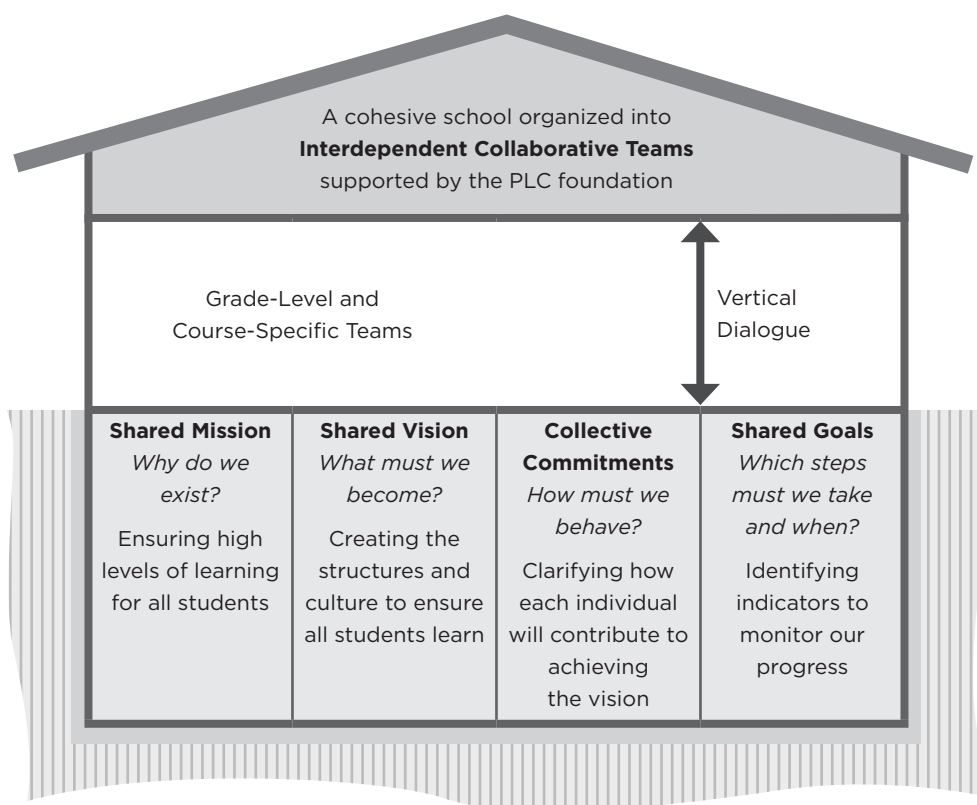 A cohesive school organized into
Interdependent Collaborative Teams
supported by the PLC foundation
Grade-Level and
Course-Specific Teams
Vertical
Dialogue
Shared Mission
Why do we
exist?
Ensuring high
levels of learning
for all students
Shared Vision
What must we
become?
Creating the
structures and
culture to ensure
all students learn
Collective
Commitments
How must we
behave?
Clarifying how
each individual
will contribute to
achieving
the vision
Shared Goals
Which steps
must we take
and when?
Identifying
indicators to
monitor our
progress